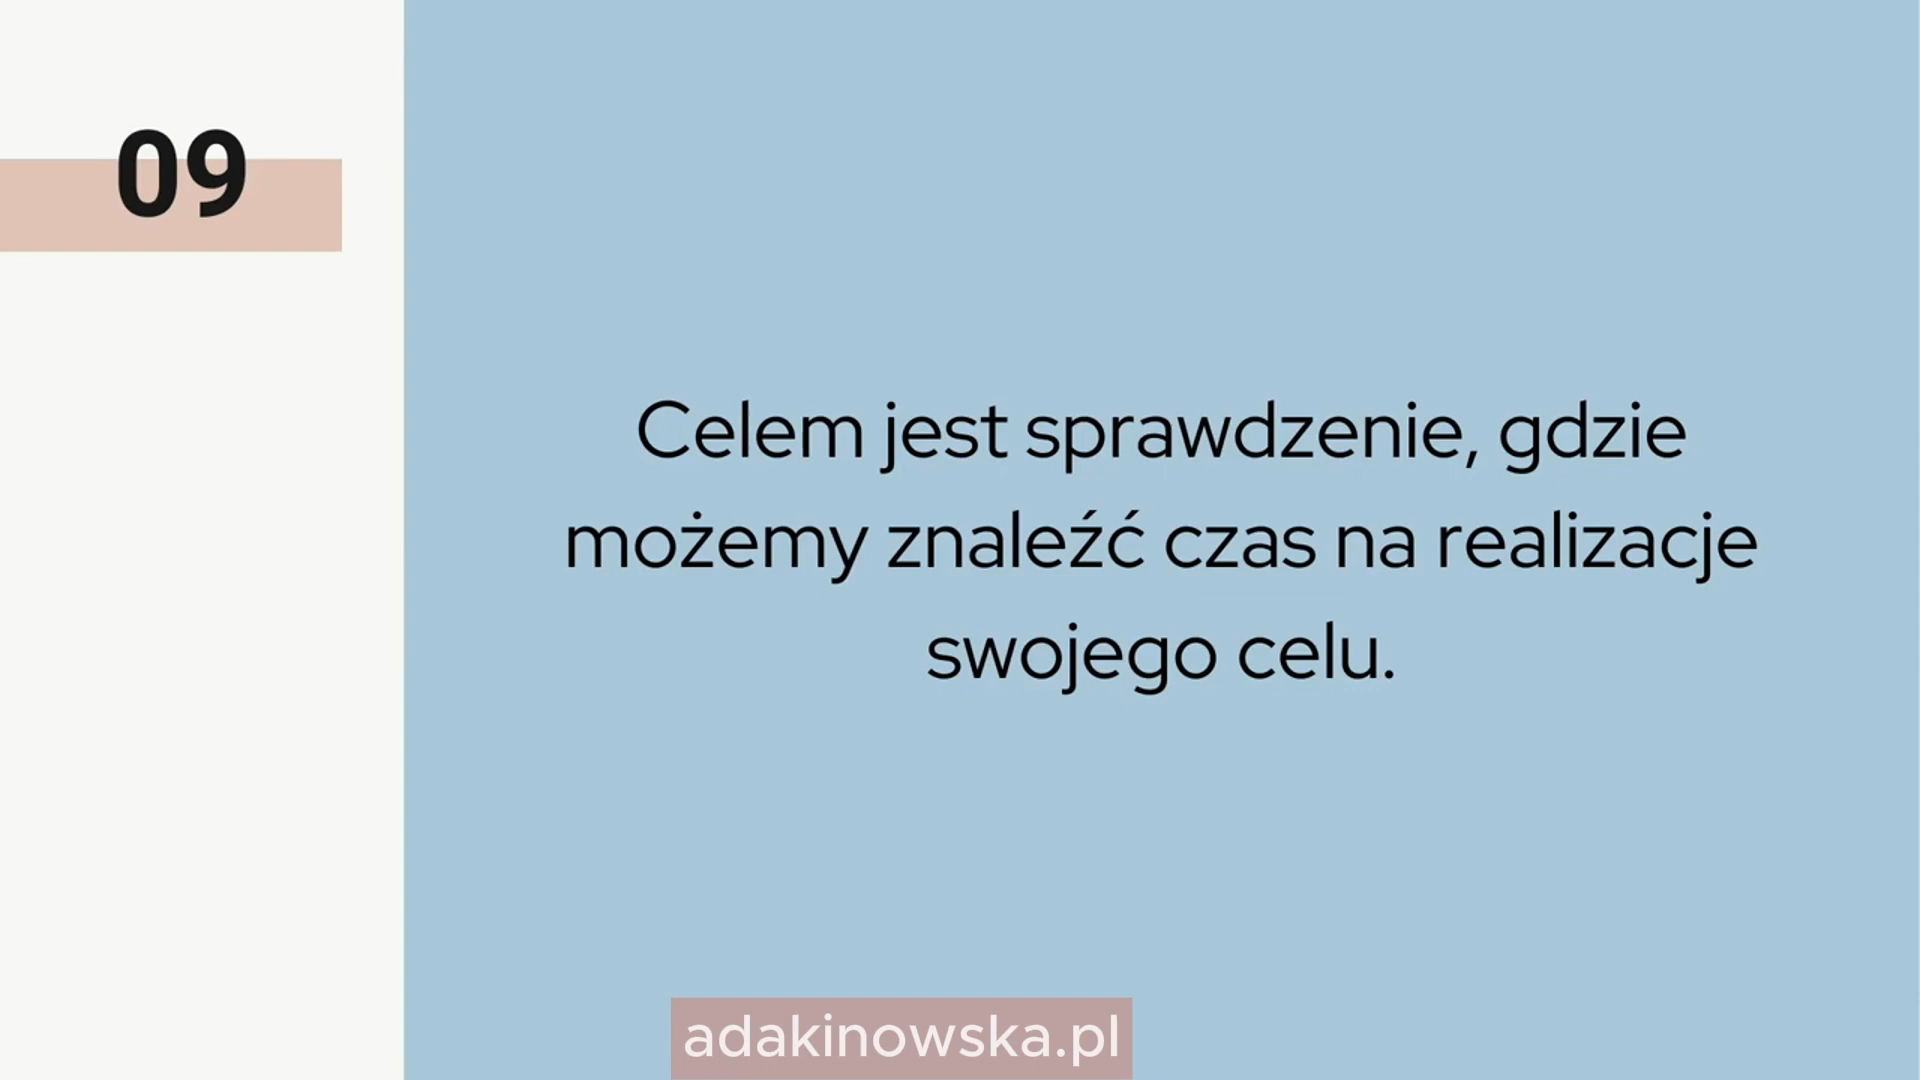 09
Celem jest sprawdzenie, gdzie
możemy znaleźć czas na realizacje
swojego celu.
adakinowska.pl